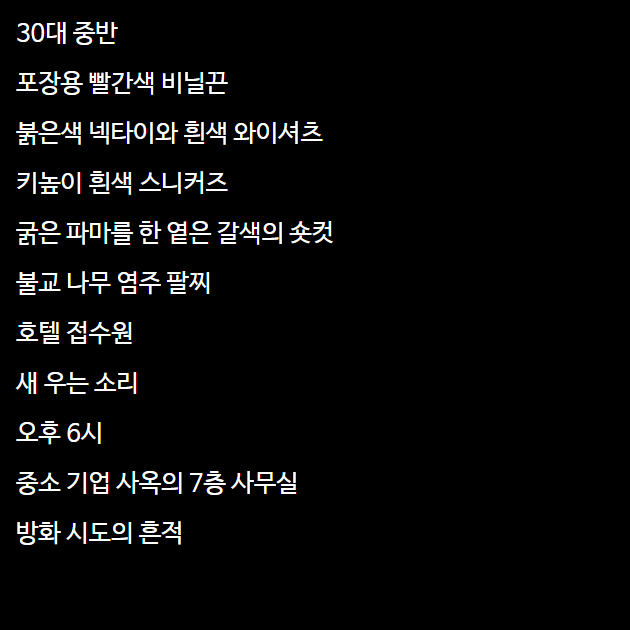 30대 중반
포장용 빨간색 비닐끈
붉은색 넥타이와 흰색 와이셔츠
키높이 흰색 스니커즈
굵은 파마를 한 옅은 갈색의 숏컷
불교 나무 염주 팔찌
호텔 접수원
새 우는 소리
오후 6시
중소 기업 사옥의 7층 사무실
방화 시도의 흔적